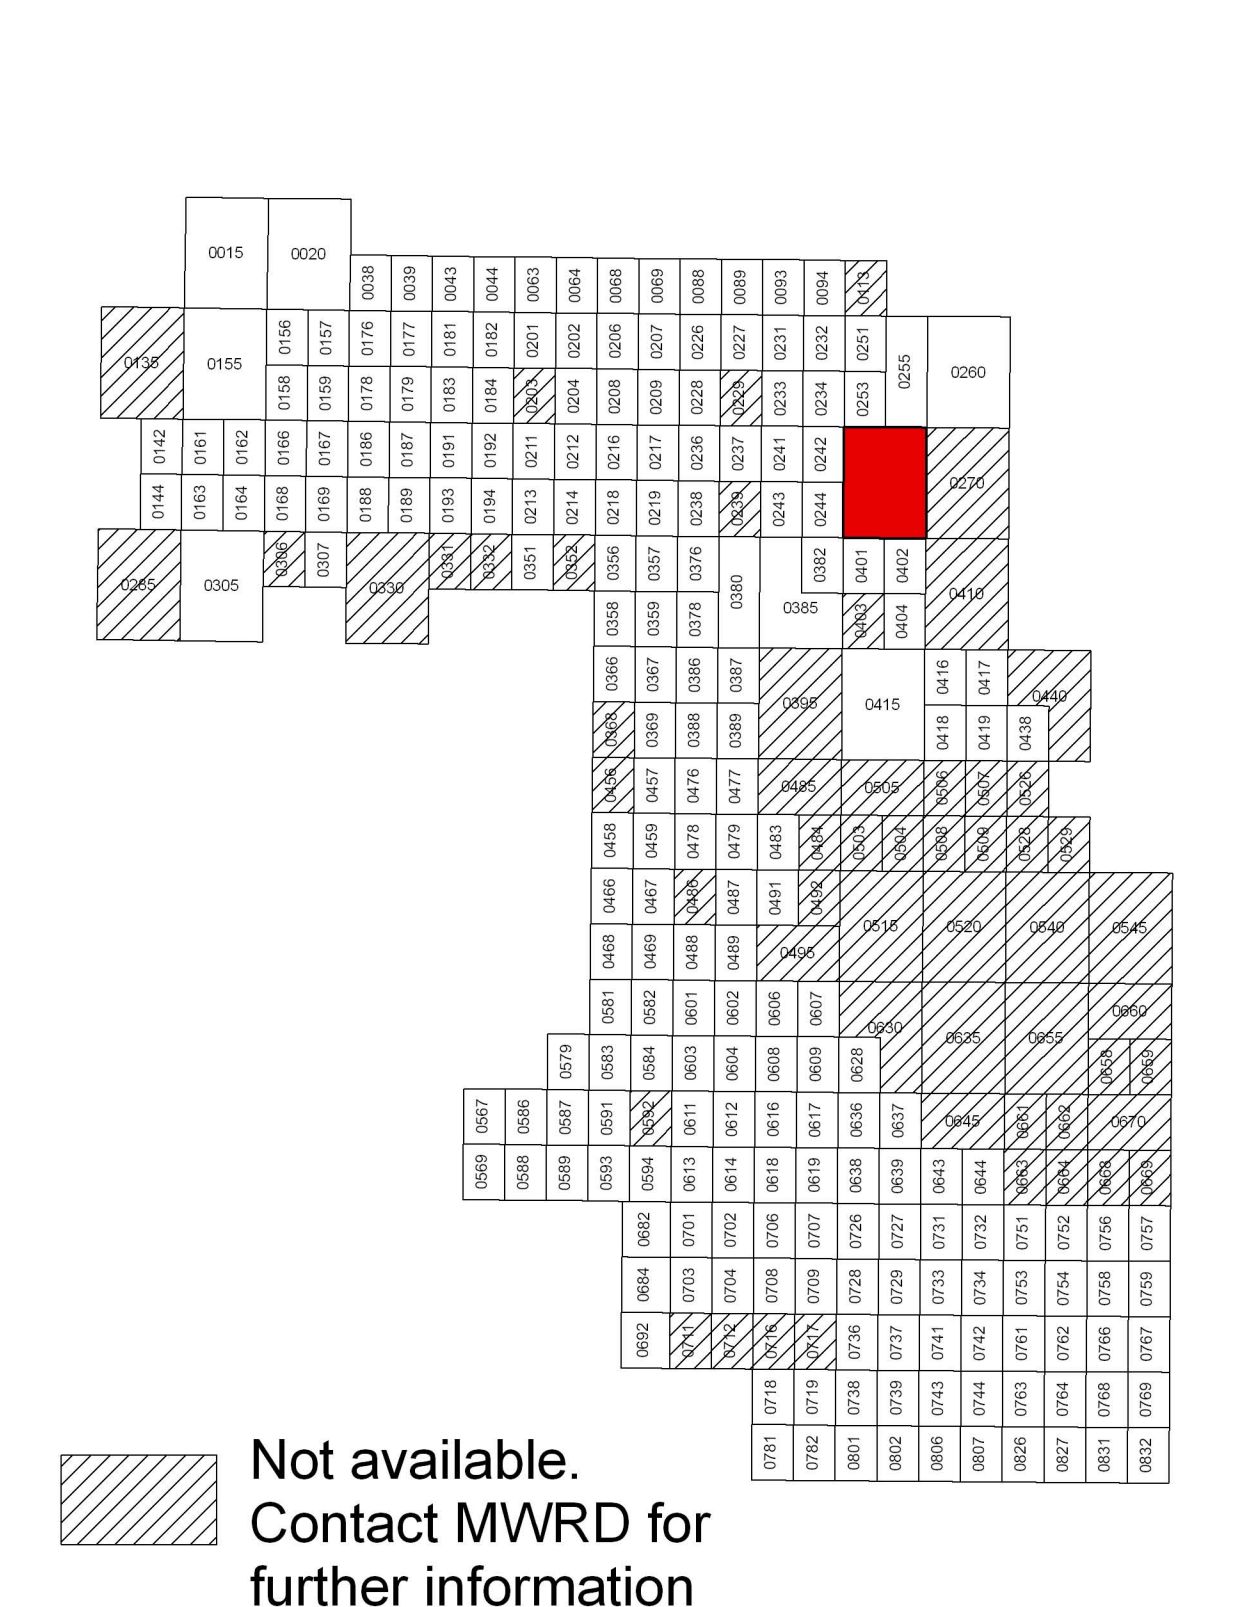 0015 0020
0038 0039 0043 0044 0063 0064 0068 0069 0088 0089 0093 0094 0113
0135 0155 0156 0157 0176 0177 0181 0182 0201 0202 0206 0207 0226 0227 0231 0232 0251 0255 0260
0158 0159 0178 0179 0183 0184 0203 0204 0208 0209 0228 0229 0233 0234 0253
0142 0161 0162 0166 0167 0186 0187 0191 0192 0211 0212 0216 0217 0236 0237 0241 0242 0270
0144 0163 0164 0168 0169 0188 0189 0193 0194 0213 0214 0218 0219 0238 0239 0243 0244
0285 0305 0306 0307 0330 0331 0332 0351 0352 0356 0357 0376 0380 0385 0382 0401 0402 0410
0358 0359 0378 0403 0404
0366 0367 0386 0387 0395 0415 0416 0417 0440
0368 0369 0388 0389 0418 0419 0438
0456 0457 0476 0477 0485 0505 0506 0507 0526
0458 0459 0478 0479 0483 0484 0503 0504 0508 0509 0528 0529
0466 0467 0486 0487 0491 0492 0515 0520 0540 0545
0468 0469 0488 0489 0495
0581 0582 0601 0602 0606 0607 0630 0635 0655 0660
0579 0583 0584 0603 0604 0608 0609 0628 0658 0659
0567 0586 0587 0591 0592 0611 0612 0616 0617 0636 0637 0645 0661 0662 0670
0569 0588 0589 0593 0594 0613 0614 0618 0619 0638 0639 0643 0644 0663 0664 0668 0669
0682 0701 0702 0706 0707 0726 0727 0731 0732 0751 0752 0756 0757
0684 0703 0704 0708 0709 0728 0729 0733 0734 0753 0754 0758 0759
0692 0711 0712 0716 0717 0736 0737 0741 0742 0761 0762 0766 0767
0718 0719 0738 0739 0743 0744 0763 0764 0768 0769
0781 0782 0801 0802 0806 0807 0826 0827 0831 0832
Not available.
Contact MWRD for
further information